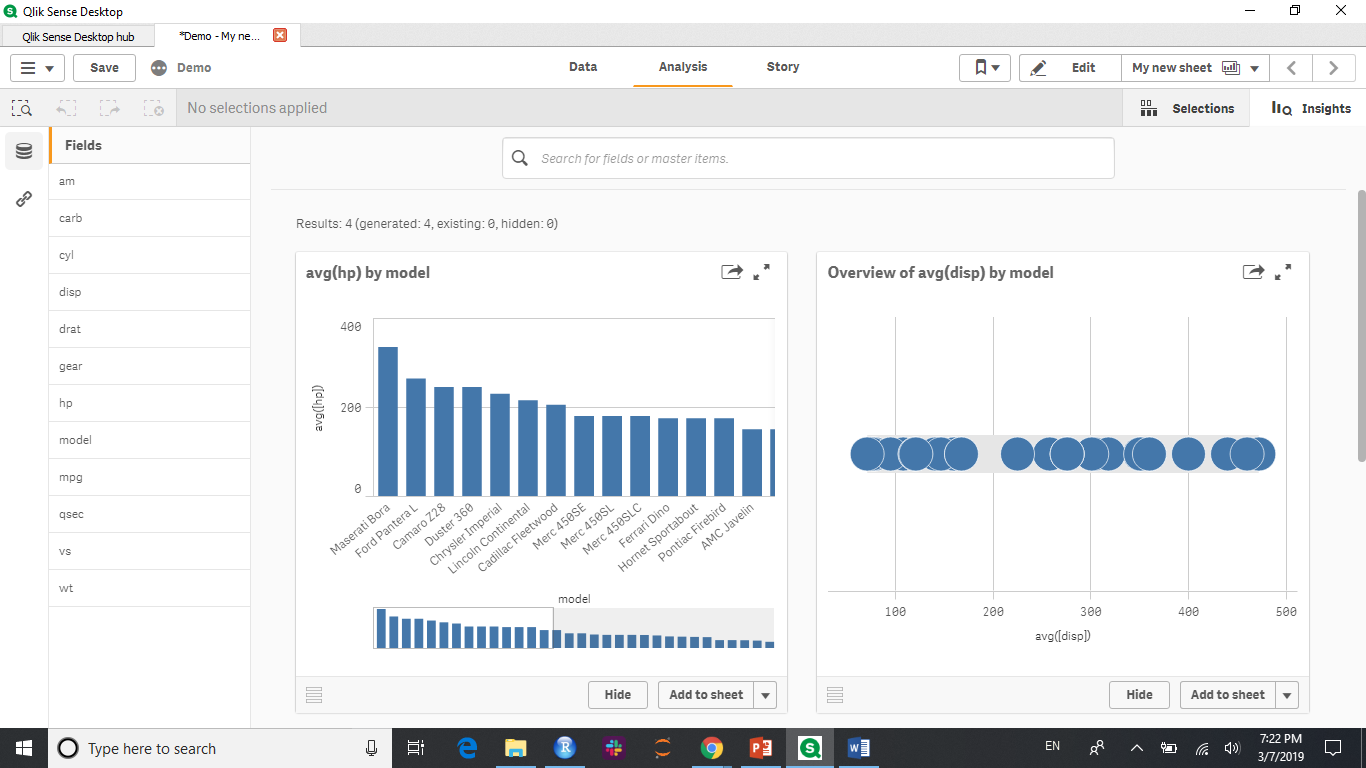 Qlik Sense Desktop
Qlik Sense Desktop hub
*Demo - My ne...
Save
Demo
Data
Analysis
Story
Edit
My new sheet
No selections applied
Selections
Insights
Fields
am
carb
cyl
disp
drat
gear
hp
model
mpg
qsec
vs
wt
Search for fields or master items.
Results: 4 (generated: 4, existing: 0, hidden: 0)
avg(hp) by model
400
200
0
avg([hp])
Maserati Bora
Ford Pantera L
Camaro Z28
Duster 360
Chrysler Imperial
Lincoln Continental
Cadillac Fleetwood
Merc 450SE
Merc 450SL
Merc 450SLC
Ferrari Dino
Hornet Sportabout
Pontiac Firebird
AMC Javelin
model
Hide
Add to sheet
Overview of avg(disp) by model
100
200
300
400
500
avg([disp])
Hide
Add to sheet
Type here to search
EN
7:22 PM
3/7/2019